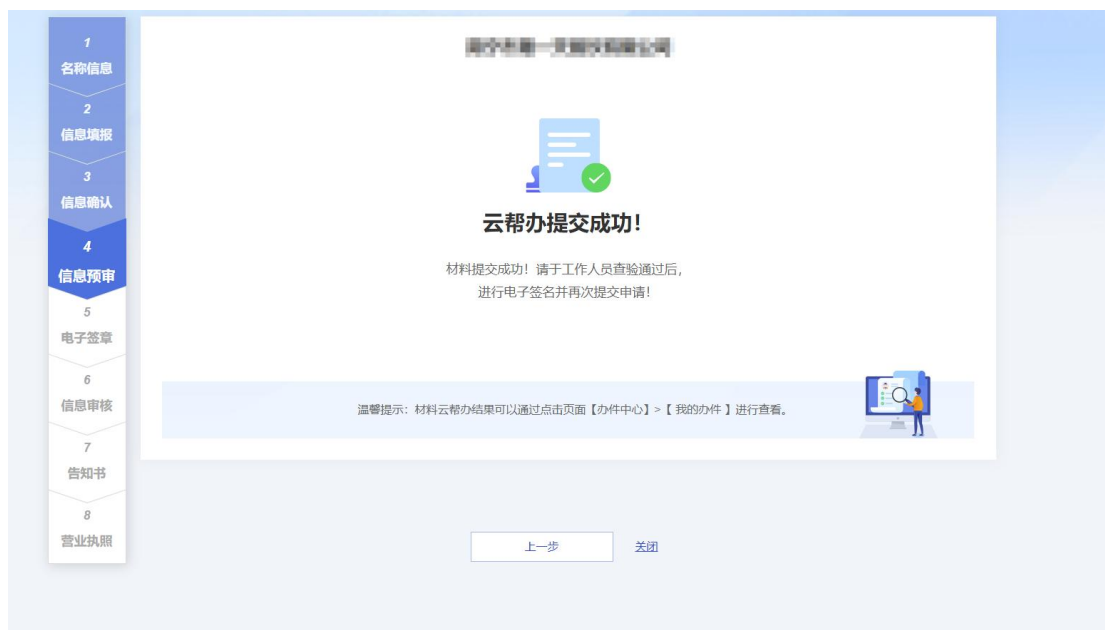 1
名称信息
2
信息填报
3
信息确认
4
信息预审
5
电子签章
6
信息审核
7
告知书
8
营业执照
云帮办提交成功！
材料提交成功！请于工作人员查验通过后，
进行电子签名并再次提交申请！
温馨提示：材料云帮办结果可以通过点击页面【办件中心】>【 我的办件 】进行查看。
上一步
关闭